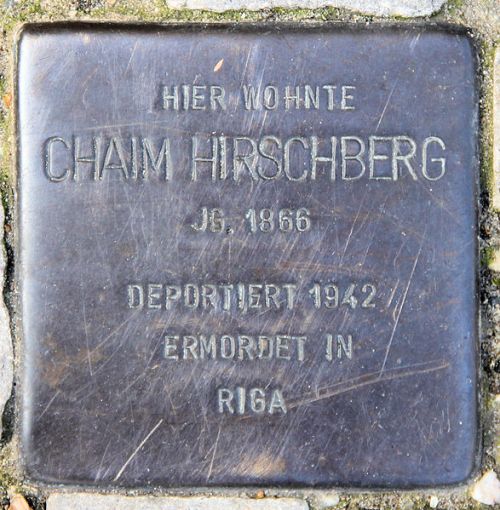 HIER WOHNTE
CHAIM HIRSCHBERG
JG. 1866
DEPORTIERT 1942
ERMORDET IN
RIGA